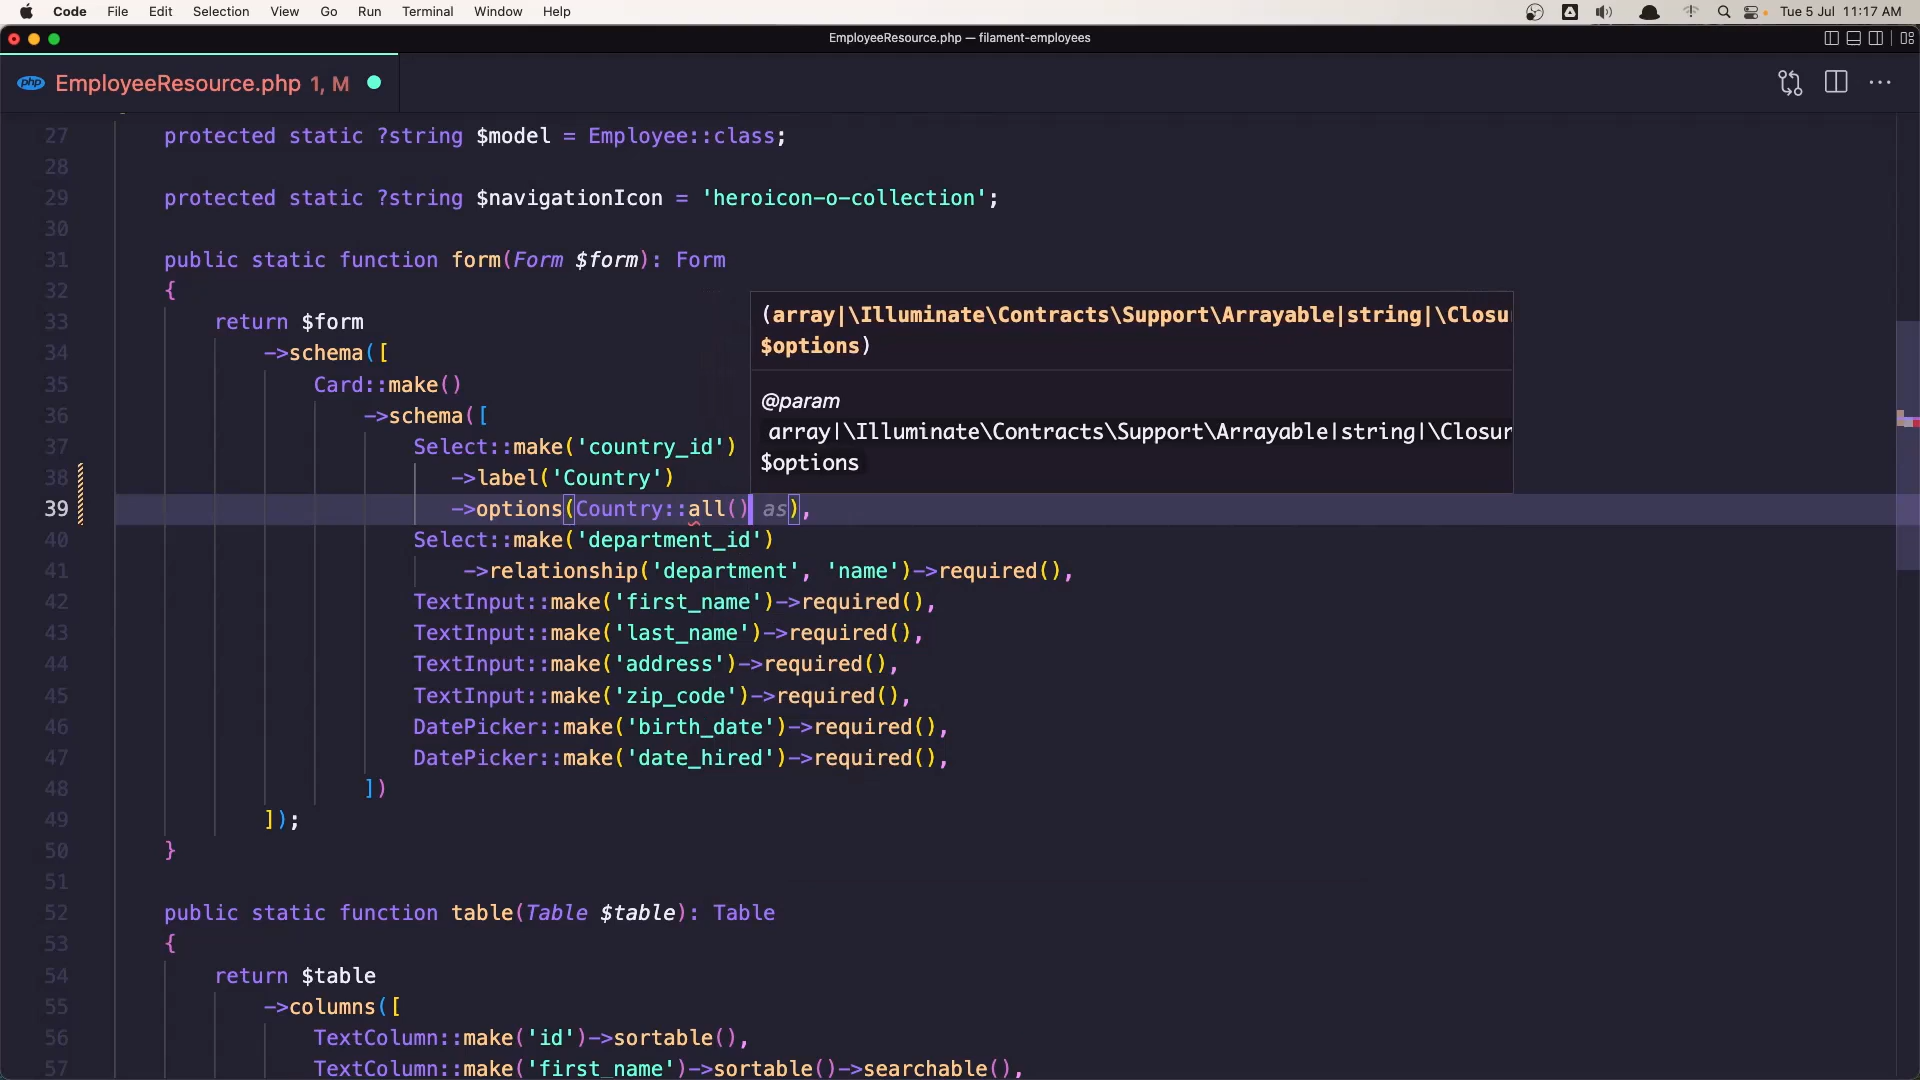 Code File Edit Selection View Go Run Terminal Window Help Tue 5 Jul 11:17 AM
EmployeeResource.php — filament-employees
php EmployeeResource.php 1, M
27 protected static ?string $model = Employee::class;
28
29 protected static ?string $navigationIcon = 'heroicon-o-collection';
30
31 public static function form(Form $form): Form
32 {
33 return $form
34 ->schema([
35 Card::make()
36 ->schema([
37 Select::make('country_id')
38 ->label('Country')
39 ->options(Country::all() as),
40 Select::make('department_id')
41 ->relationship('department', 'name')->required(),
42 TextInput::make('first_name')->required(),
43 TextInput::make('last_name')->required(),
44 TextInput::make('address')->required(),
45 TextInput::make('zip_code')->required(),
46 DatePicker::make('birth_date')->required(),
47 DatePicker::make('date_hired')->required(),
48 ])
49 ]);
50 }
51
52 public static function table(Table $table): Table
53 {
54 return $table
55 ->columns([
56 TextColumn::make('id')->sortable(),
57 TextColumn::make('first_name')->sortable()->searchable(),
(array|\Illuminate\Contracts\Support\Arrayable|string|\Closu
$options)
@param
array|\Illuminate\Contracts\Support\Arrayable|string|\Closur
$options